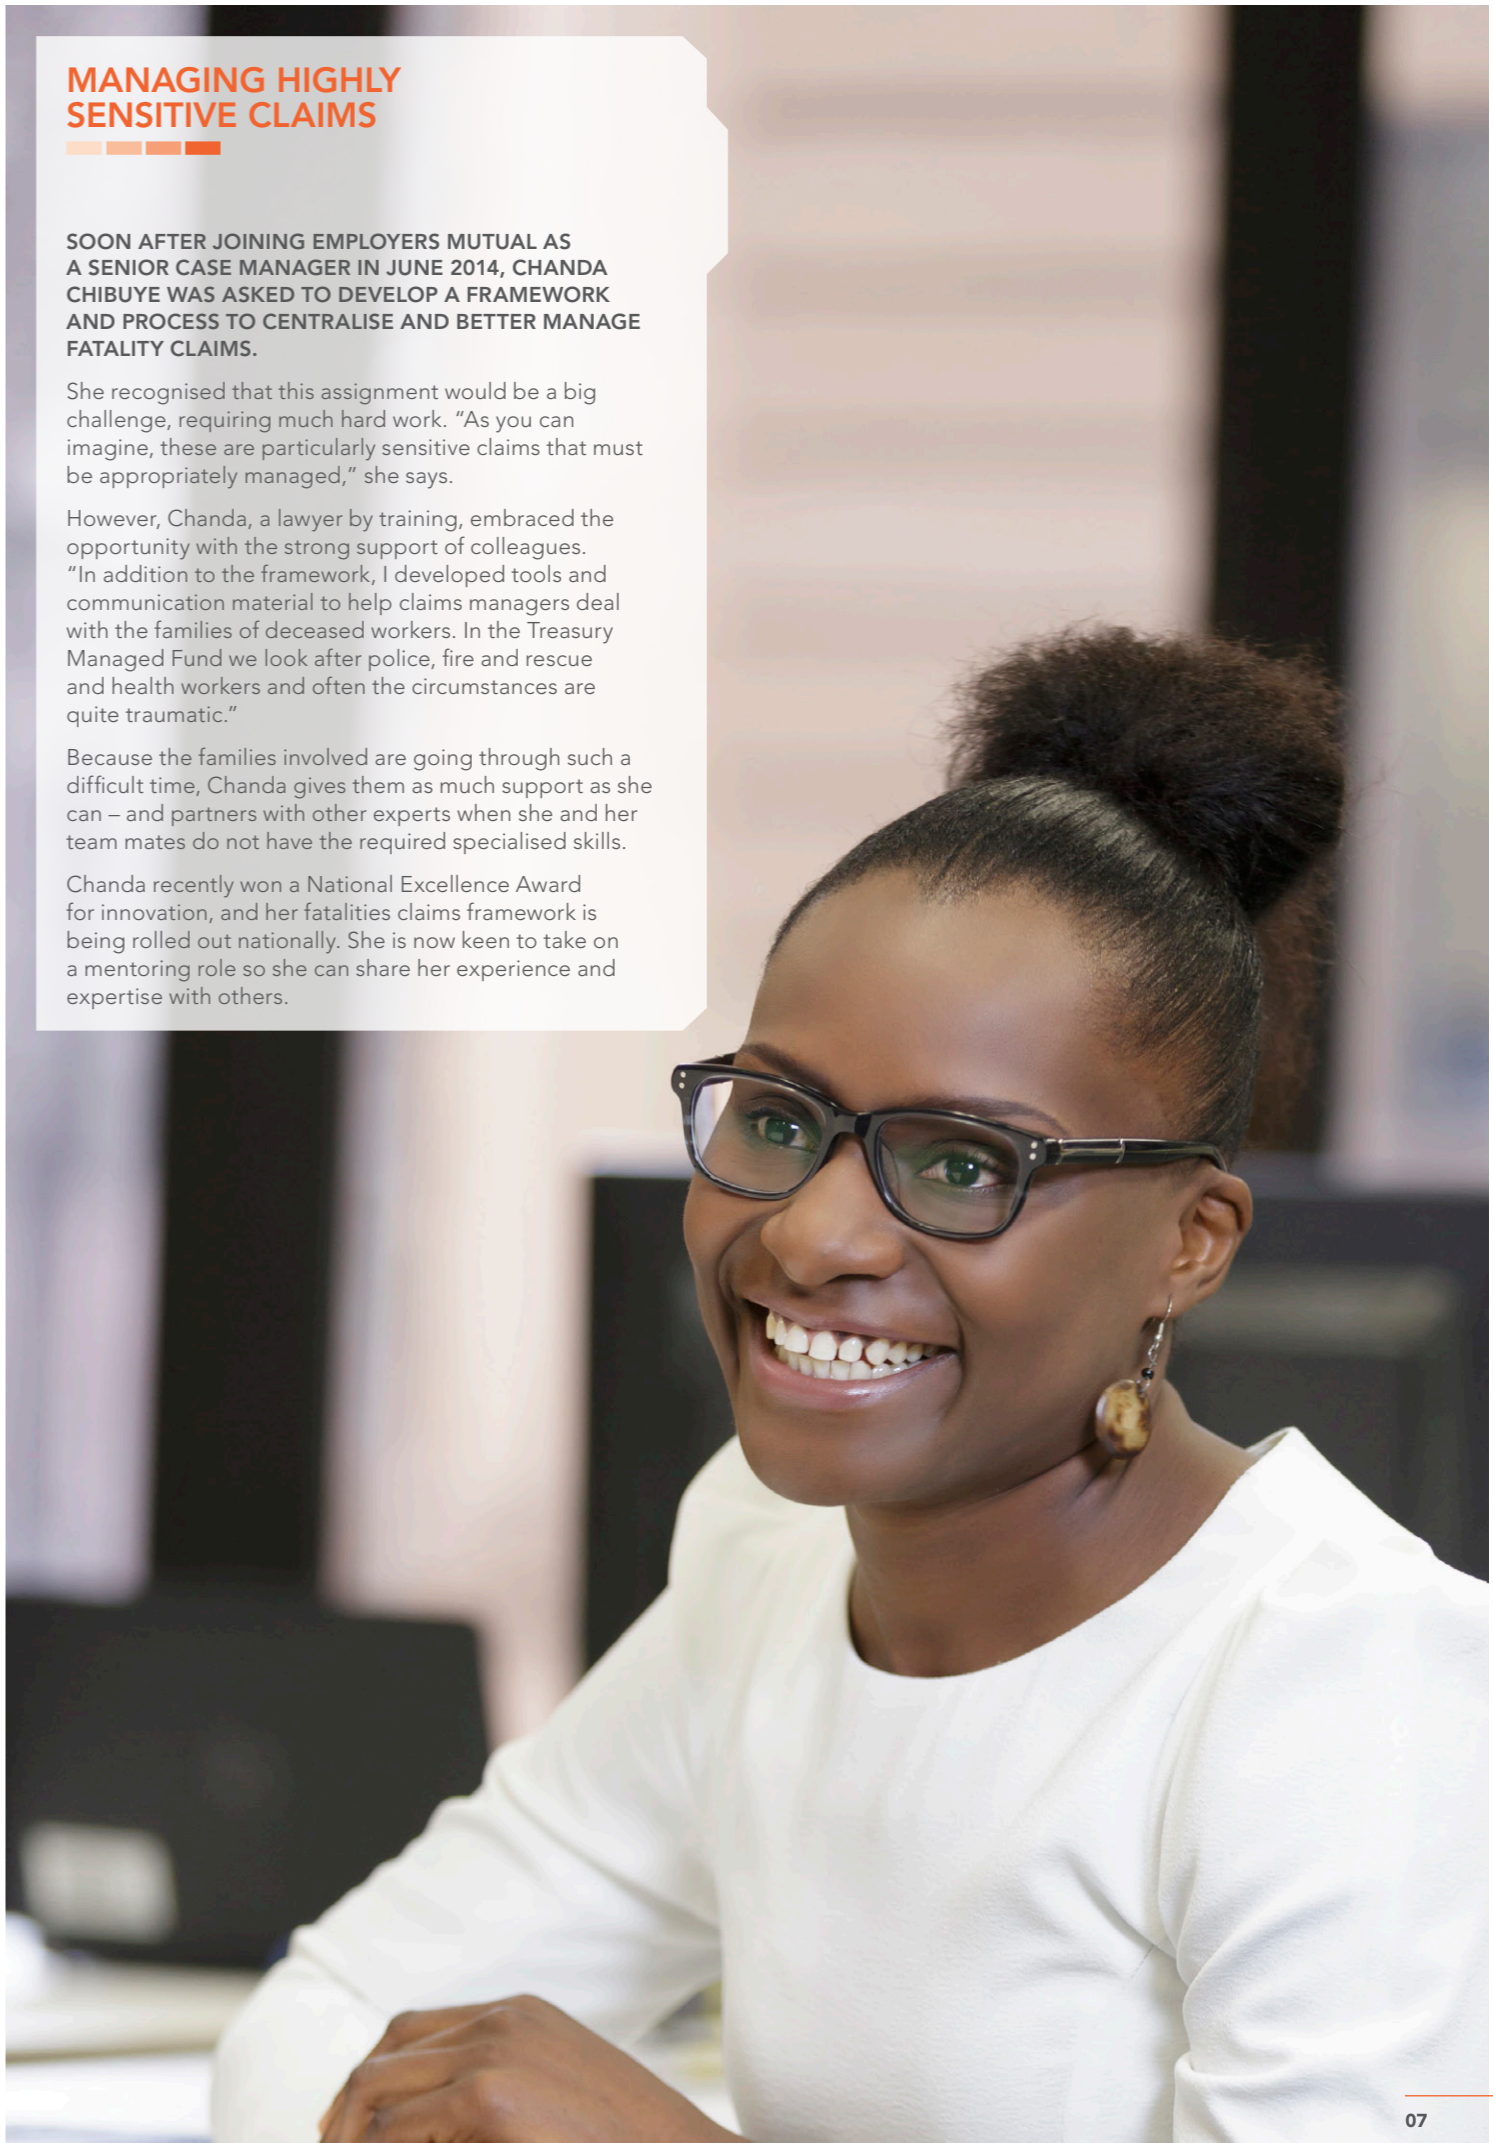 MANAGING HIGHLY
SENSITIVE CLAIMS
SOON AFTER JOINING EMPLOYERS MUTUAL AS
A SENIOR CASE MANAGER IN JUNE 2014, CHANDA
CHIBUYE WAS ASKED TO DEVELOP A FRAMEWORK
AND PROCESS TO CENTRALISE AND BETTER MANAGE
FATALITY CLAIMS.
She recognised that this assignment would be a big
challenge, requiring much hard work. “As you can
imagine, these are particularly sensitive claims that must
be appropriately managed,” she says.
However, Chanda, a lawyer by training, embraced the
opportunity with the strong support of colleagues.
“In addition to the framework, I developed tools and
communication material to help claims managers deal
with the families of deceased workers. In the Treasury
Managed Fund we look after police, fire and rescue
and health workers and often the circumstances are
quite traumatic.”
Because the families involved are going through such a
difficult time, Chanda gives them as much support as she
can – and partners with other experts when she and her
team mates do not have the required specialised skills.
Chanda recently won a National Excellence Award
for innovation, and her fatalities claims framework is
being rolled out nationally. She is now keen to take on
a mentoring role so she can share her experience and
expertise with others.
07